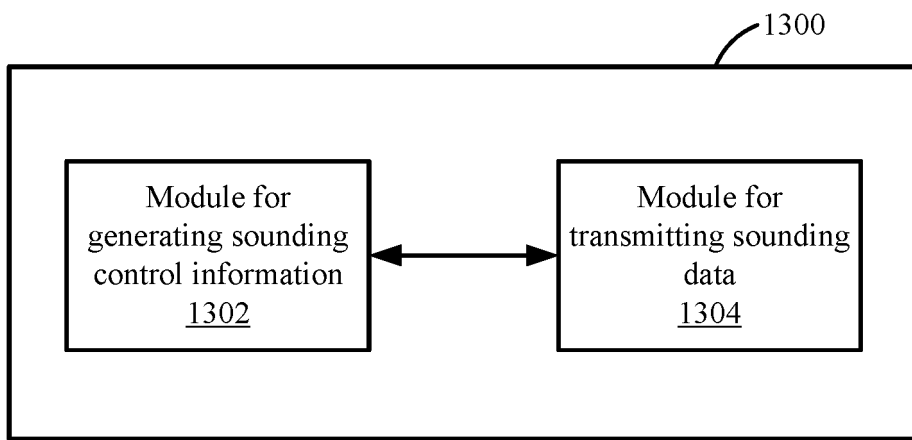 1300
Module for
generating sounding
control information
1302
Module for
transmitting sounding
data
1304